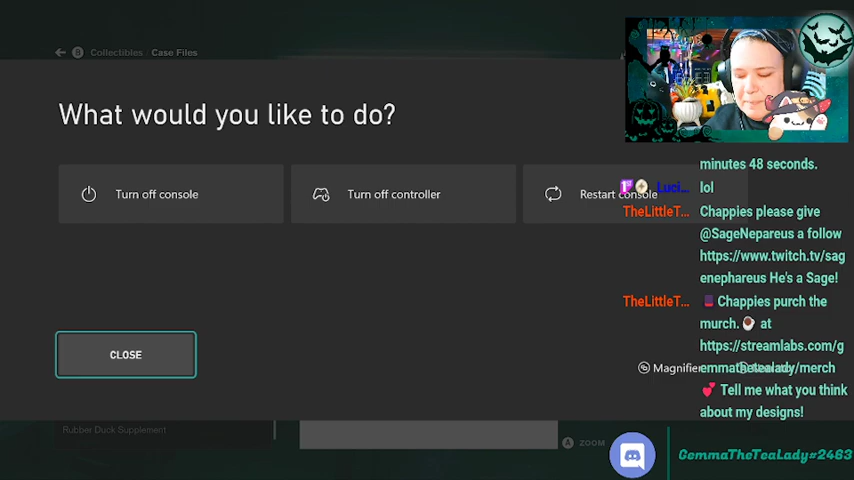 Collectibles / Case Files
What would you like to do?
Turn off console
Turn off controller
Restart console
CLOSE
Magnifier
Rubber Duck Supplement
ZOOM
minutes 48 seconds.
Luci... lol
TheLittleT... Chappies please give
@SageNepareus a follow
https://www.twitch.tv/sag
enephareus He's a Sage!
TheLittleT... Chappies purch the
murch. at
https://streamlabs.com/g
emmathetealady/merch
Tell me what you think
about my designs!
GemmaTheTeaLady#2463